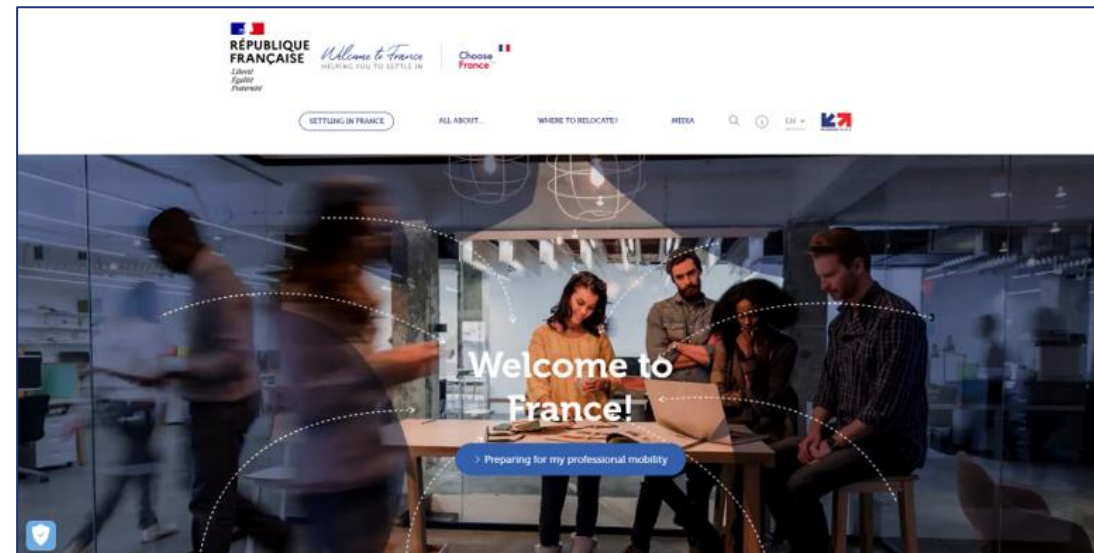 RÉPUBLIQUE
FRANÇAISE
Liberté
Égalité
Fraternité
Welcome to France
HELPING YOU TO SETTLE IN
Choose
France
SETTLING IN FRANCE
ALL ABOUT...
WHERE TO RELOCATE?
MEDIA
EN
Welcome to
France!
> Preparing for my professional mobility